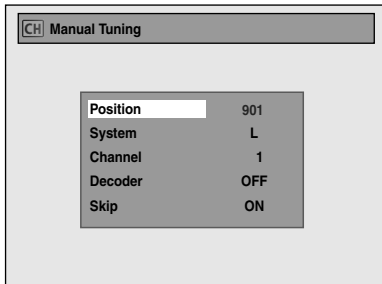 CH Manual Tuning
Position 901
System L
Channel 1
Decoder OFF
Skip ON